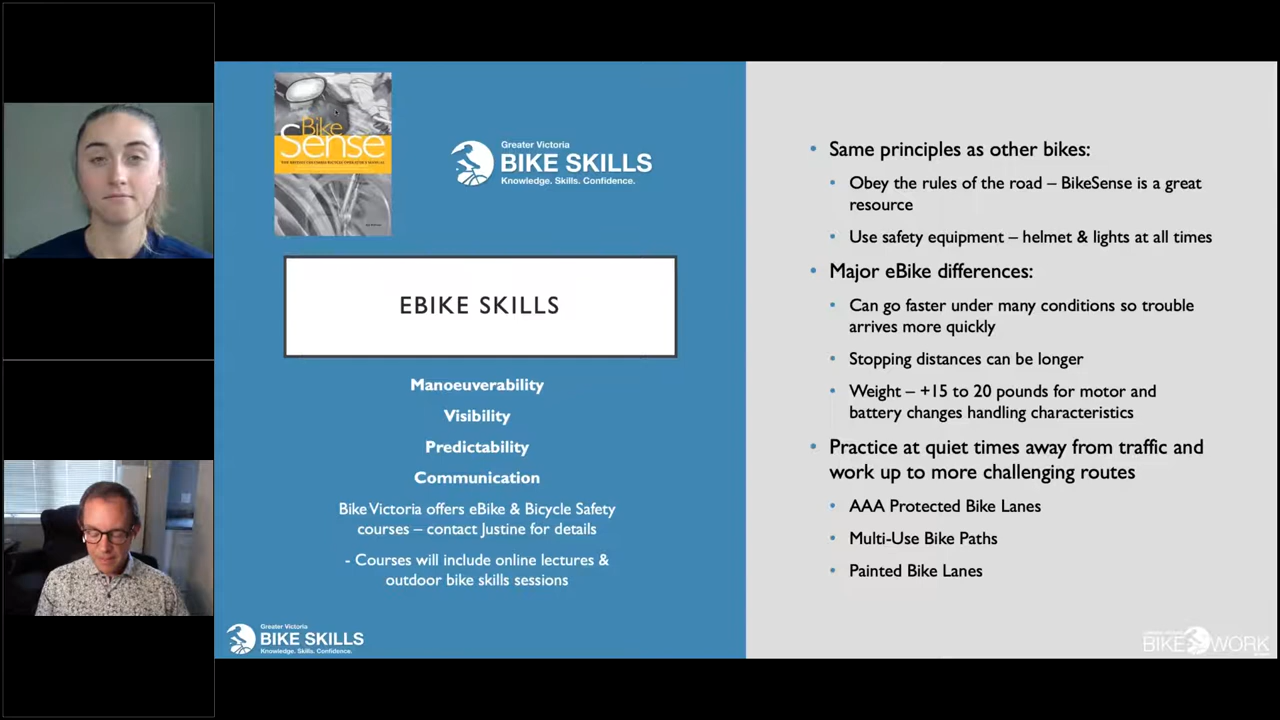 Bike
Sense
Greater Victoria
BIKE SKILLS
Knowledge. Skills. Confidence.
EBIKE SKILLS
Manoeuverability
Visibility
Predictability
Communication
Bike Victoria offers eBike & Bicycle Safety
courses – contact Justine for details
- Courses will include online lectures &
outdoor bike skills sessions
Greater Victoria
BIKE SKILLS
Knowledge. Skills. Confidence.
• Same principles as other bikes:
• Obey the rules of the road – BikeSense is a great
resource
• Use safety equipment – helmet & lights at all times
• Major eBike differences:
• Can go faster under many conditions so trouble
arrives more quickly
• Stopping distances can be longer
• Weight – +15 to 20 pounds for motor and
battery changes handling characteristics
• Practice at quiet times away from traffic and
work up to more challenging routes
• AAA Protected Bike Lanes
• Multi-Use Bike Paths
• Painted Bike Lanes
BIKE WORK